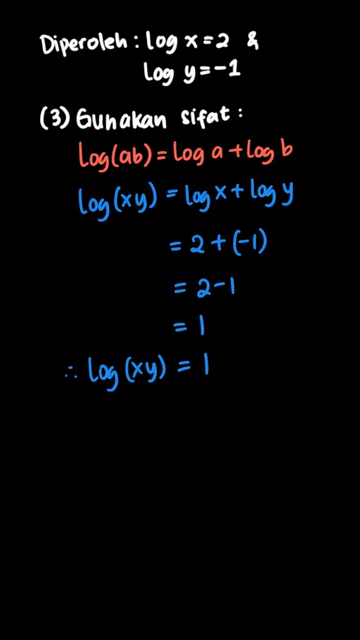 Diperoleh : log x = 2 &
log y = -1
(3) Gunakan sifat :
log(ab) = log a + log b
log(xy) = log x + log y
= 2 + (-1)
= 2 - 1
= 1
∴ log(xy) = 1